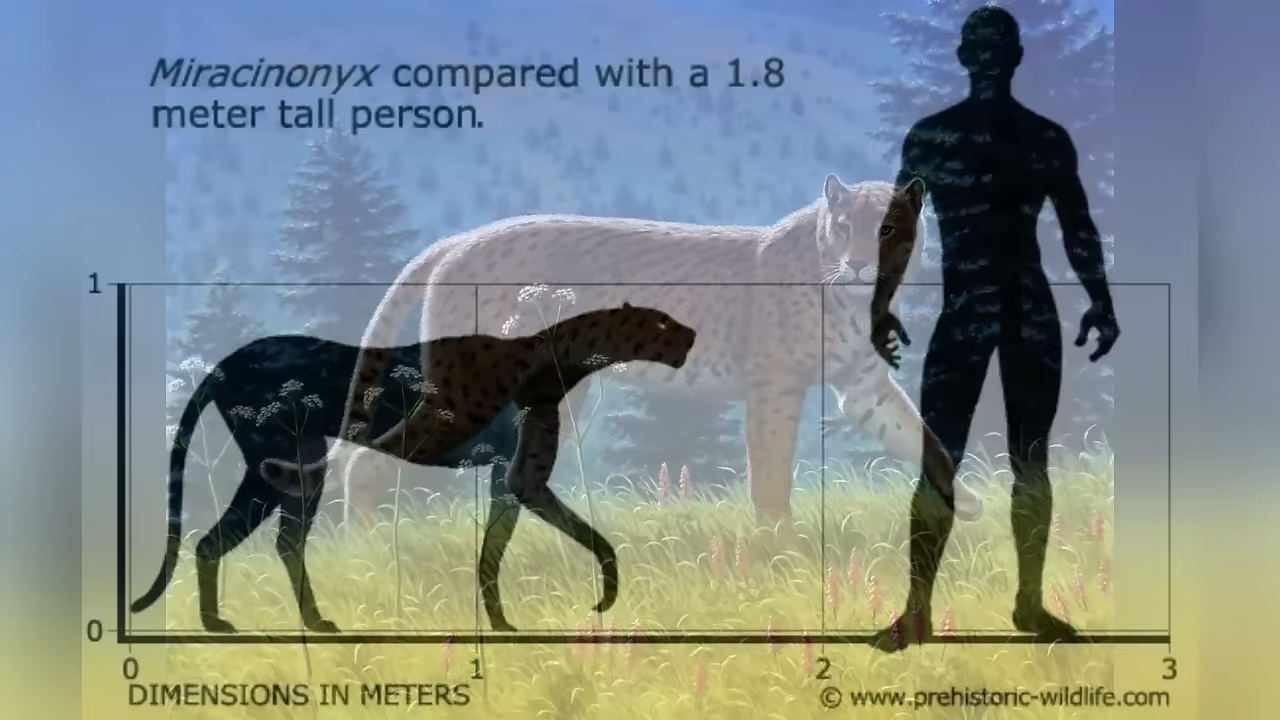 Miracinonyx compared with a 1.8
meter tall person.
1
0
0 1 2 3
DIMENSIONS IN METERS
© www.prehistoric-wildlife.com